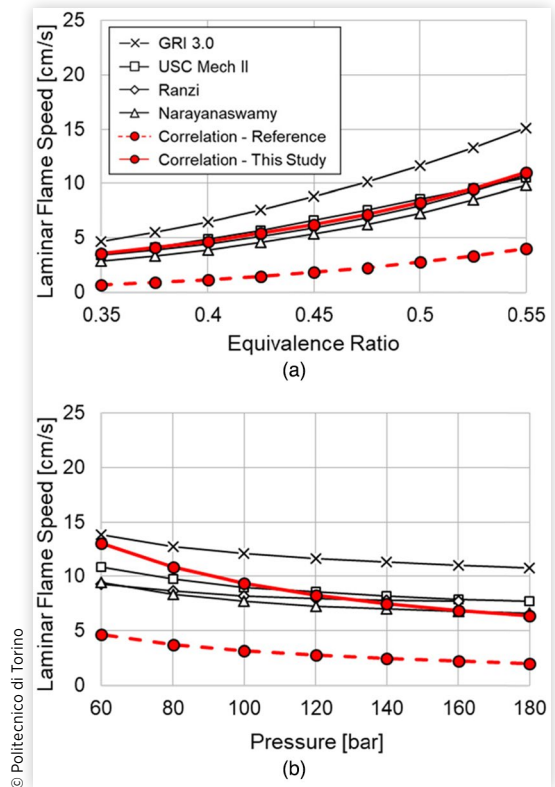 25
20
15
10
5
0
Laminar Flame Speed [cm/s]
GRI 3.0
USC Mech II
Ranzi
Narayanaswamy
Correlation - Reference
Correlation - This Study
0.35 0.4 0.45 0.5 0.55
Equivalence Ratio
(a)
25
20
15
10
5
0
Laminar Flame Speed [cm/s]
60 80 100 120 140 160 180
Pressure [bar]
(b)
© Politecnico di Torino